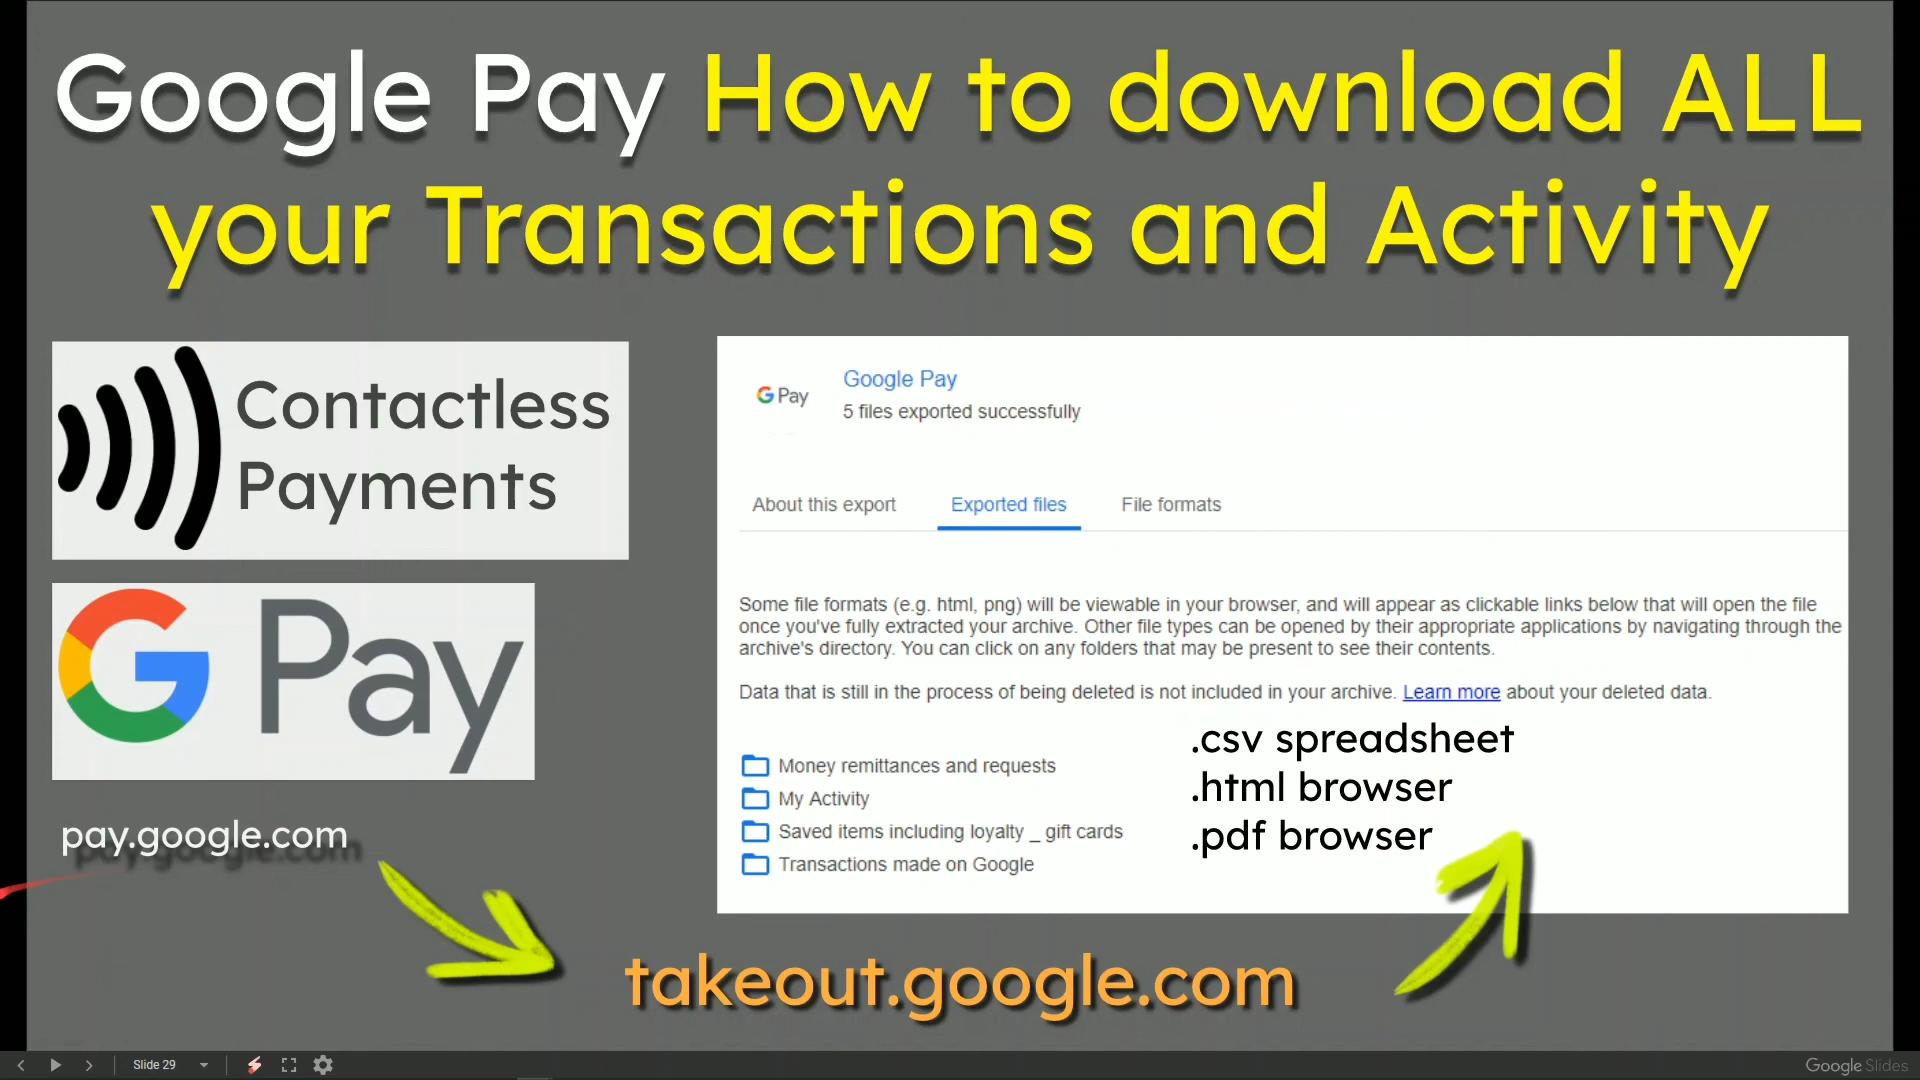 Google Pay How to download ALL
your Transactions and Activity
Contactless
Payments
G Pay
pay.google.com
G Pay
Google Pay
5 files exported successfully
About this export Exported files File formats
Some file formats (e.g. html, png) will be viewable in your browser, and will appear as clickable links below that will open the file
once you've fully extracted your archive. Other file types can be opened by their appropriate applications by navigating through the
archive's directory. You can click on any folders that may be present to see their contents.
Data that is still in the process of being deleted is not included in your archive. Learn more about your deleted data.
Money remittances and requests
My Activity
Saved items including loyalty _ gift cards
Transactions made on Google
.csv spreadsheet
.html browser
.pdf browser
takeout.google.com
Slide 29
Google Slides